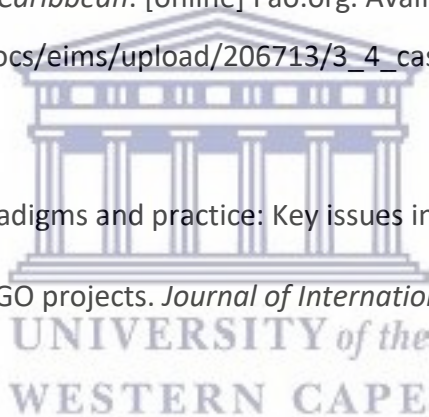 Caribbean. [online] Fao.org. Avail
ocs/eims/upload/206713/3_4_cas
adigms and practice: Key issues in
GO projects. Journal of Internation
UNIVERSITY of the
WESTERN CAPE